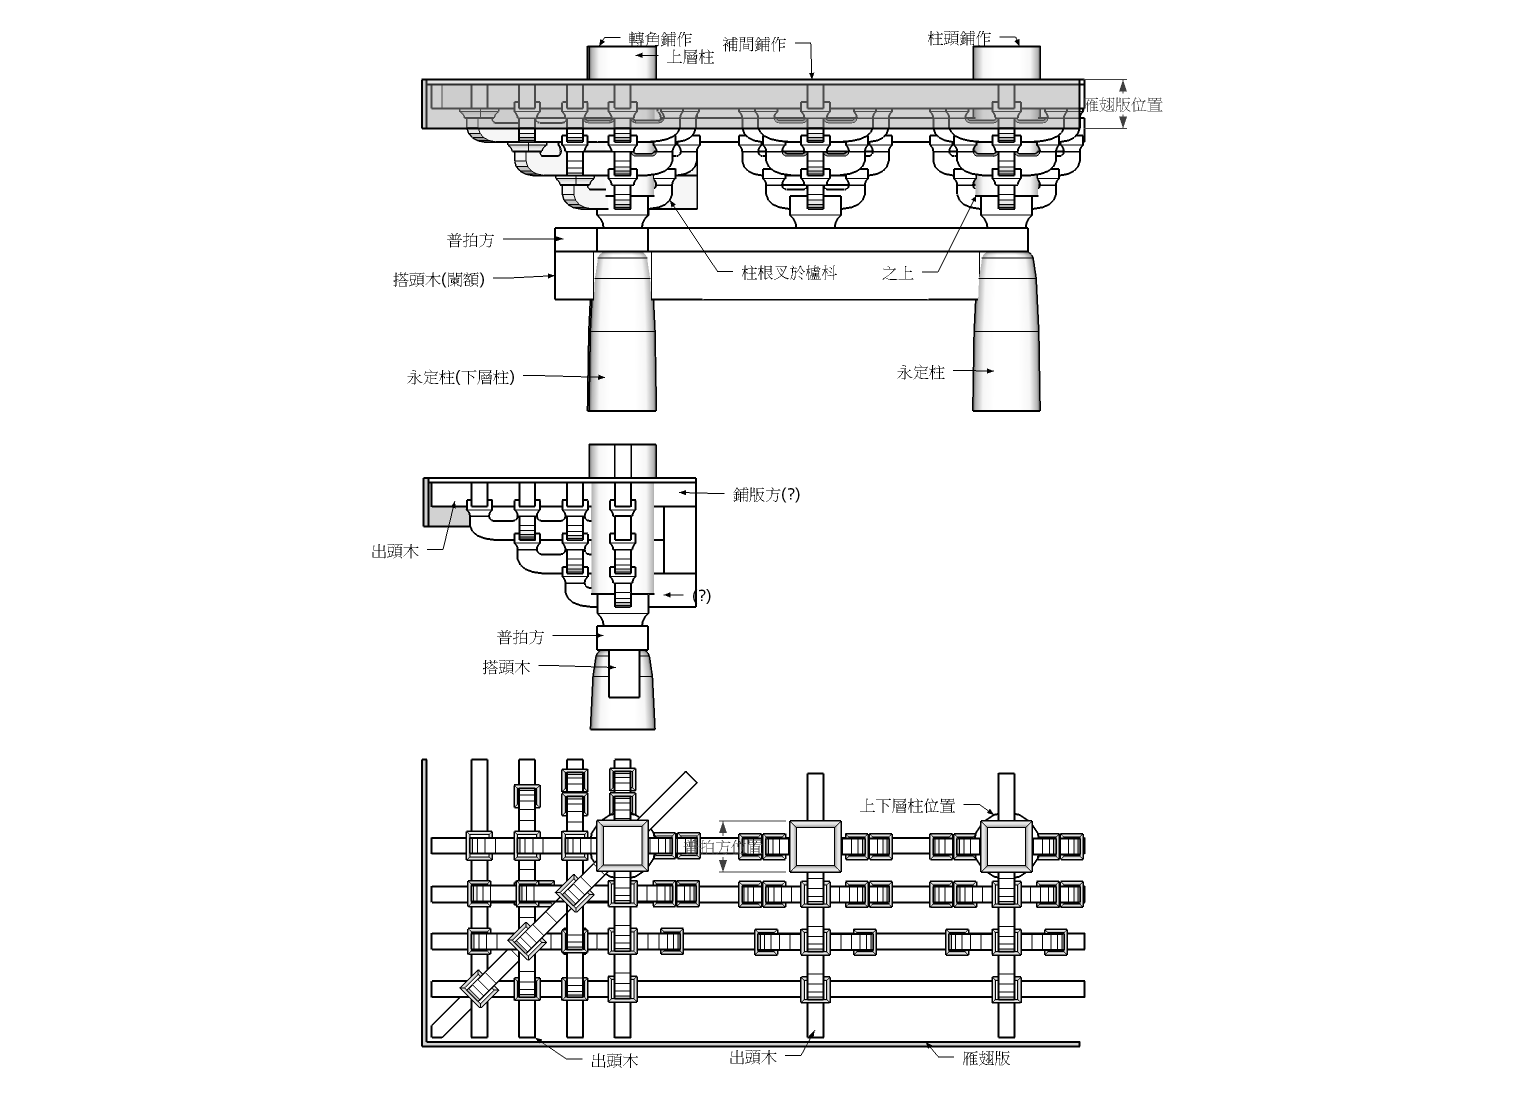 轉角鋪作
補間鋪作
柱頭鋪作
上層柱
雁翅版位置
普拍方
搭頭木(闌額)
柱根叉於櫨枓
之上
永定柱(下層柱)
永定柱
鋪版方(?)
出頭木
(?)
普拍方
搭頭木
上下層柱位置
普拍方位置
出頭木
出頭木
雁翅版